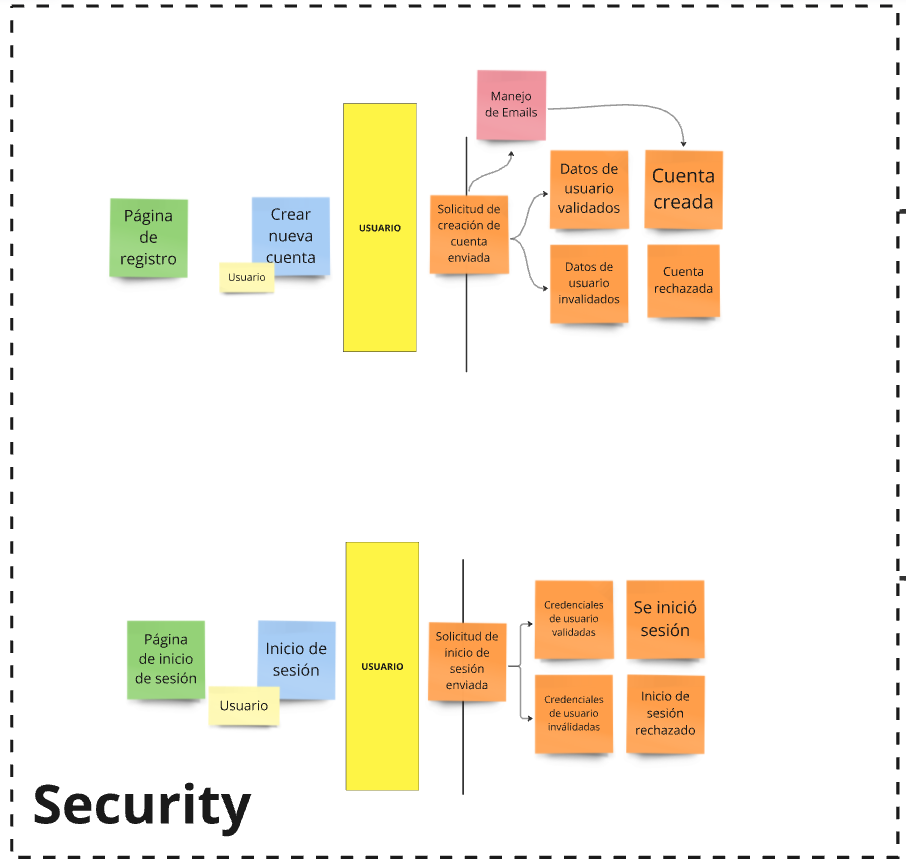 Manejo
de Emails
Página
de
registro
Crear
nueva
cuenta
Usuario
USUARIO
Solicitud de
creación de
cuenta
enviada
Datos de
usuario
validados
Cuenta
creada
Datos de
usuario
invalidados
Cuenta
rechazada
Página
de inicio
de sesión
Inicio de
sesión
Usuario
USUARIO
Solicitud de
inicio de
sesión
enviada
Credenciales
de usuario
validadas
Se inició
sesión
Credenciales
de usuario
inválidadas
Inicio de
sesión
rechazado
Security